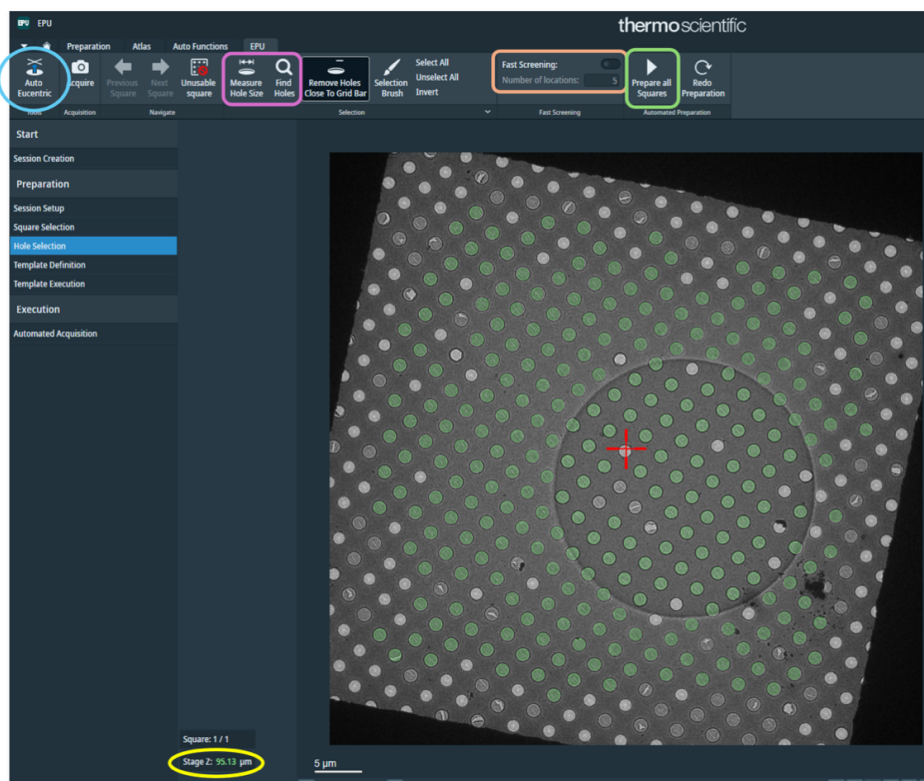 EPU EPU
thermo scientific
Preparation Atlas Auto Functions EPU
Auto Eucentric
Acquire
Previous Square
Next Square
Unusable square
Measure Hole Size
Find Holes
Remove Holes Close To Grid Bar
Selection Brush
Select All
Unselect All
Invert
Fast Screening:
Number of locations: 5
Prepare all Squares
Redo Preparation
Tools Acquisition Navigate Selection Fast Screening Automated Preparation
Start
Session Creation
Preparation
Session Setup
Square Selection
Hole Selection
Template Definition
Template Execution
Execution
Automated Acquisition
Square: 1 / 1
Stage Z: 95.13 µm
5 µm